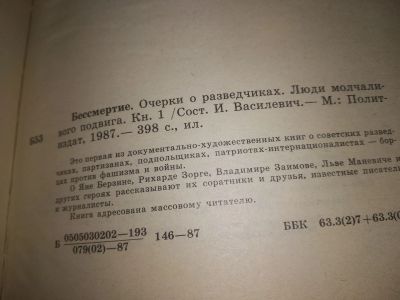 Бессмертие. Очерки о разведчиках. Люди молчали-
Б53 вого подвига. Кн. 1 /Сост. И. Василевич.— М.: Полит-
издат, 1987.— 398 с., ил.
Это первая из документально-художественных книг о советских развед-
чиках, партизанах, подпольщиках, патриотах-интернационалистах — бор-
цах против фашизма и войны.
О Яне Берзине, Рихарде Зорге, Владимире Заимове, Льве Маневиче и
других героях рассказывают их соратники и друзья, известные писатели
и журналисты.
Книга адресована массовому читателю.
Б 0505030202—193
079(02)—87
146—87
ББК 63.3(2)7+63.3(0